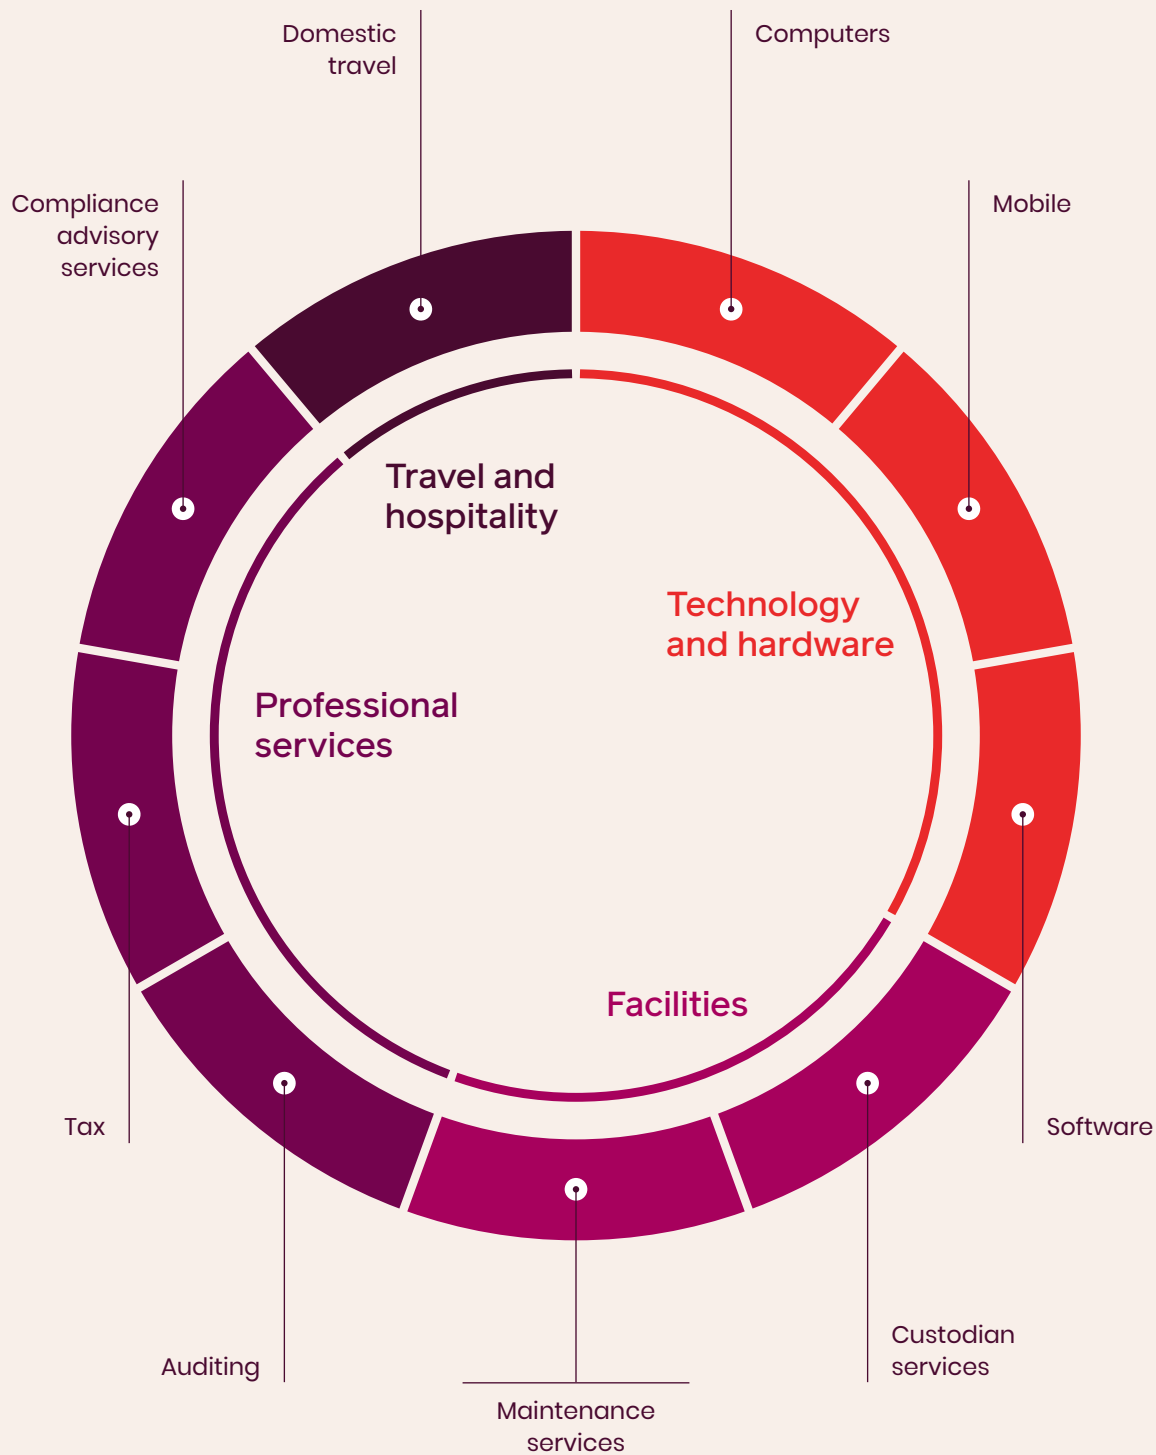 Domestic
travel
Computers
Compliance
advisory
services
Mobile
Travel and
hospitality
Technology
and hardware
Professional
services
Facilities
Tax
Software
Auditing
Custodian
services
Maintenance
services